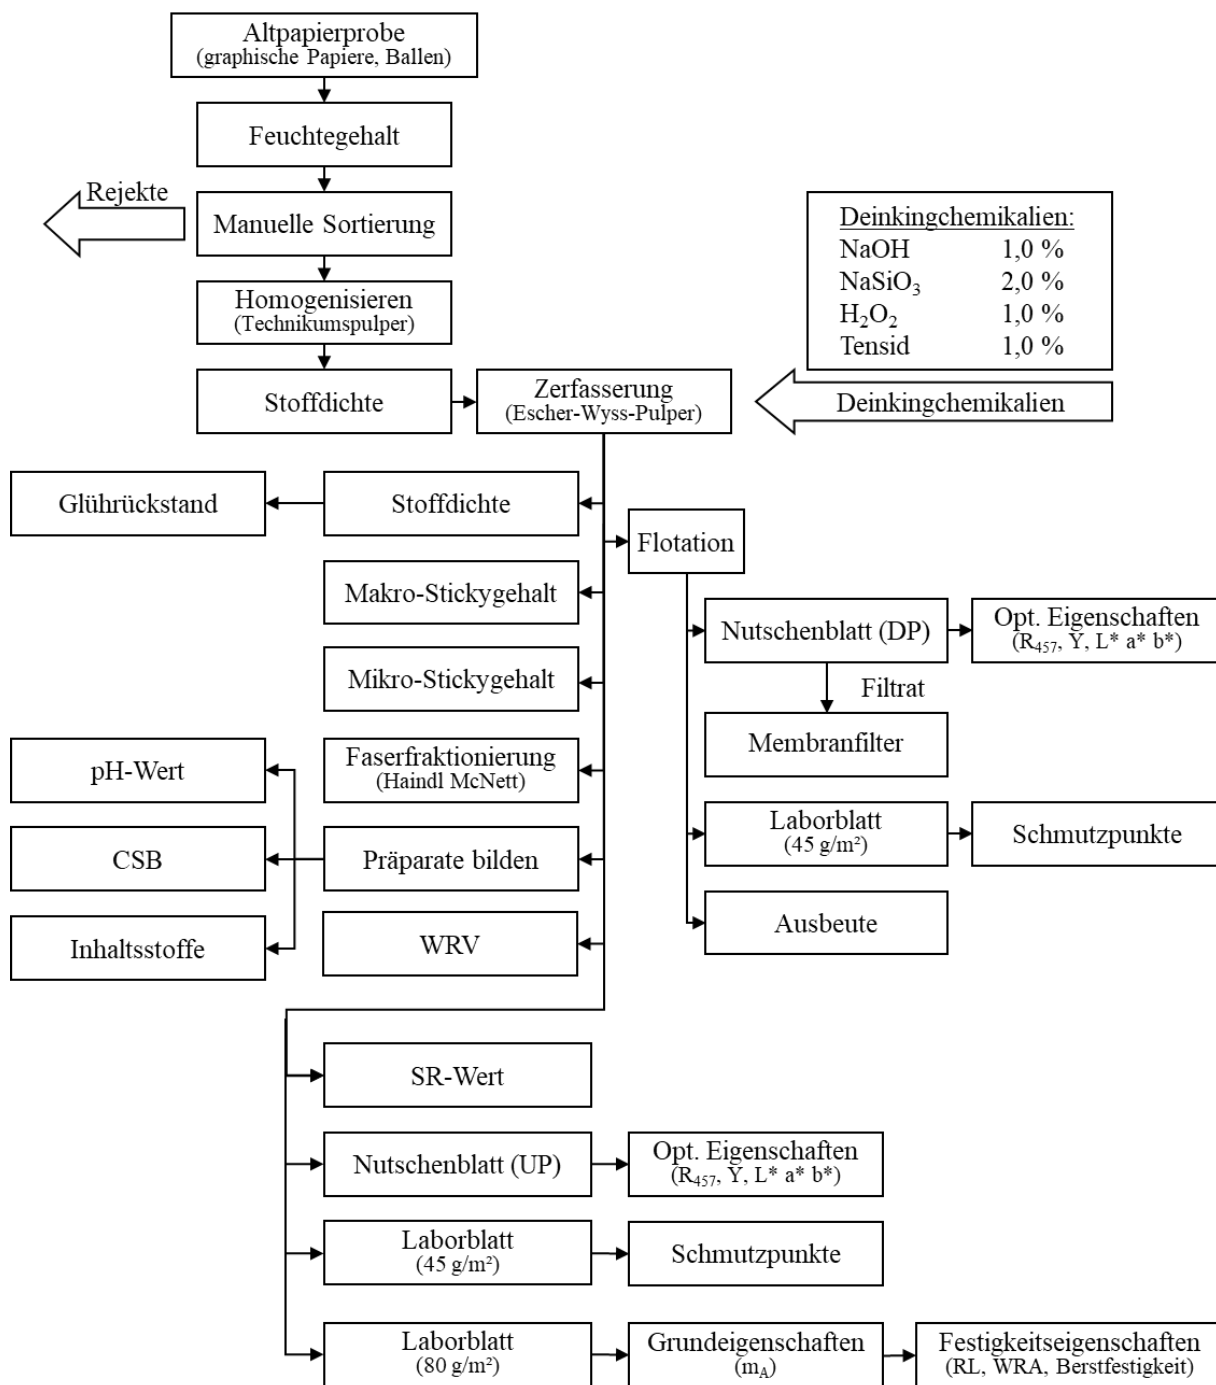 Altpapierprobe
(graphische Papiere, Ballen)
Feuchtegehalt
Rejekte
Manuelle Sortierung
Deinkingchemikalien:
NaOH 1,0 %
NaSiO₃ 2,0 %
H₂O₂ 1,0 %
Tensid 1,0 %
Homogenisieren
(Technikumspulper)
Stoffdichte
Zerfaserung
(Escher-Wyss-Pulper)
Deinkingchemikalien
Glührückstand
Stoffdichte
Flotation
Makro-Stickygehalt
Nutschenblatt (DP)
Opt. Eigenschaften
(R₄₅₇, Y, L* a* b*)
Mikro-Stickygehalt
Filtrat
Membranfilter
pH-Wert
Faserfraktionierung
(Haindl McNett)
Laborblatt
(45 g/m²)
Schmutzpunkte
CSB
Präparate bilden
Ausbeute
Inhaltsstoffe
WRV
SR-Wert
Nutschenblatt (UP)
Opt. Eigenschaften
(R₄₅₇, Y, L* a* b*)
Laborblatt
(45 g/m²)
Schmutzpunkte
Laborblatt
(80 g/m²)
Grundeigenschaften
(m_A)
Festigkeitseigenschaften
(RL, WRA, Berstfestigkeit)